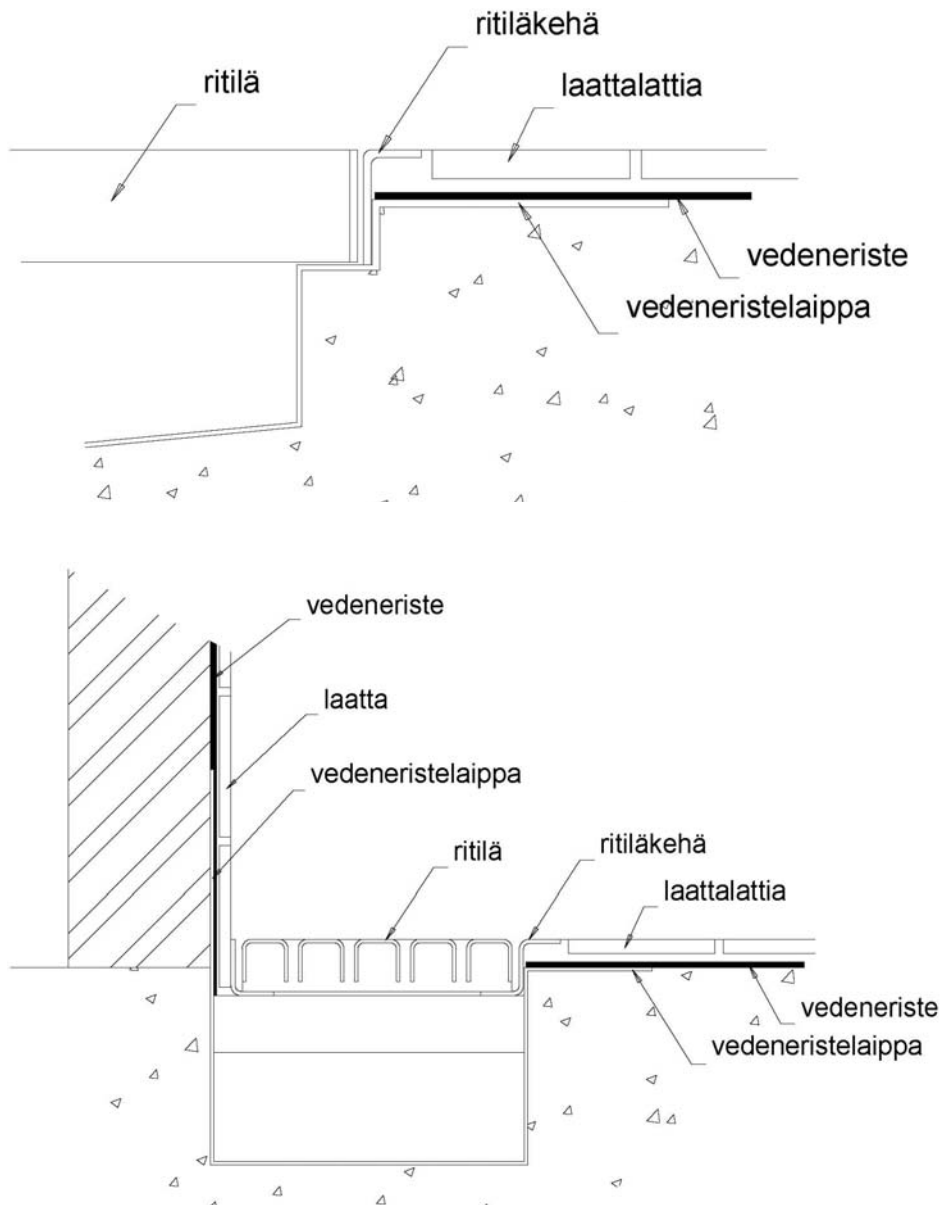 ritiläkehä
ritilä
laattalattia
vedeneriste
vedeneristelaippa
vedeneriste
laatta
vedeneristelaippa
ritilä
ritiläkehä
laattalattia
vedeneriste
vedeneristelaippa